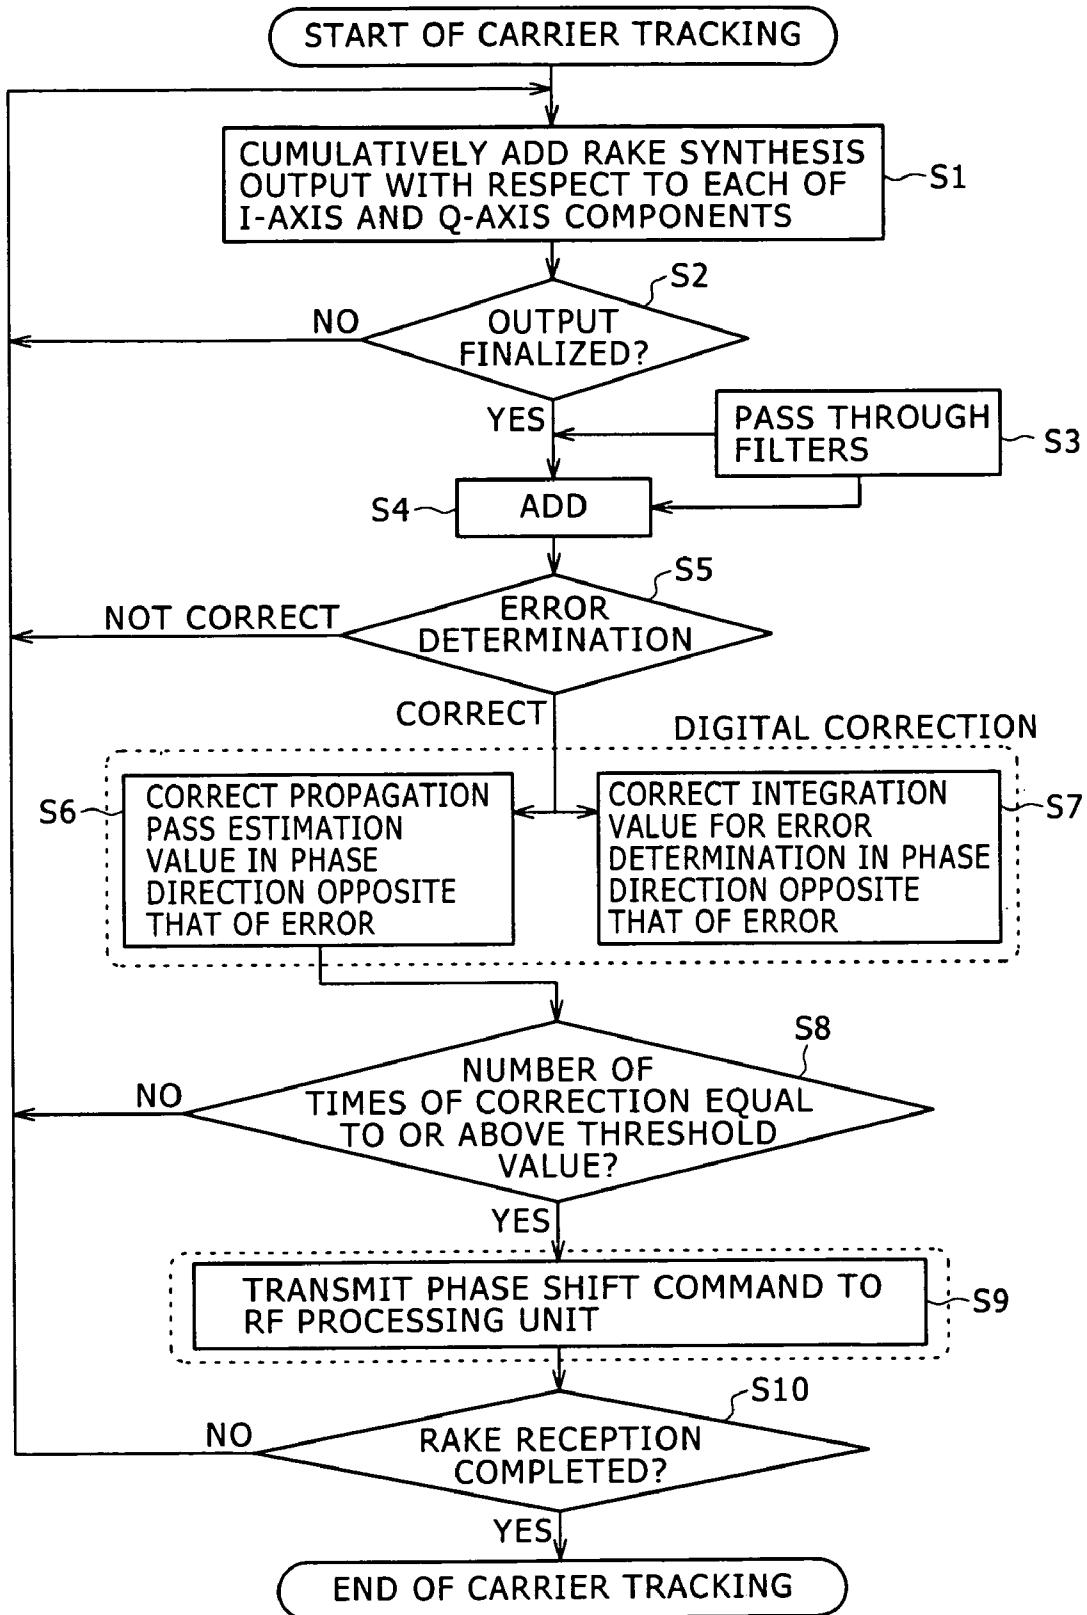 START OF CARRIER TRACKING
CUMULATIVELY ADD RAKE SYNTHESIS
OUTPUT WITH RESPECT TO EACH OF
I-AXIS AND Q-AXIS COMPONENTS
S1
S2
OUTPUT
FINALIZED?
NO
YES
PASS THROUGH
FILTERS
S3
S4
ADD
S5
ERROR
DETERMINATION
NOT CORRECT
CORRECT
DIGITAL CORRECTION
S6
CORRECT PROPAGATION
PASS ESTIMATION
VALUE IN PHASE
DIRECTION OPPOSITE
THAT OF ERROR
CORRECT INTEGRATION
VALUE FOR ERROR
DETERMINATION IN PHASE
DIRECTION OPPOSITE
THAT OF ERROR
S7
S8
NUMBER OF
TIMES OF CORRECTION EQUAL
TO OR ABOVE THRESHOLD
VALUE?
NO
YES
TRANSMIT PHASE SHIFT COMMAND TO
RF PROCESSING UNIT
S9
S10
RAKE RECEPTION
COMPLETED?
NO
YES
END OF CARRIER TRACKING